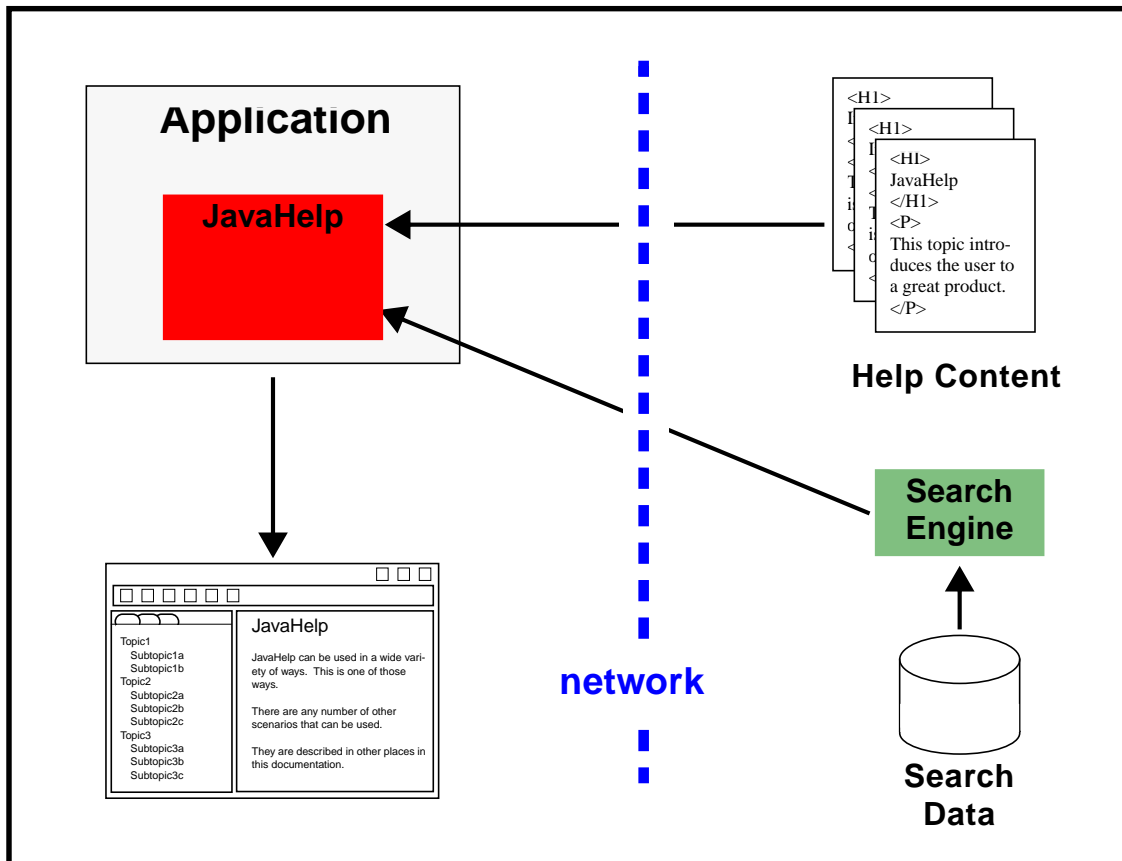 Application
JavaHelp
<H1>
I
<
<
T
is
o
<
<H1>
I
<
<
T
is
o
<
<H1>
JavaHelp
</H1>
<P>
This topic intro-
duces the user to
a great product.
</P>
Help Content
Search
Engine
Search
Data
network
Topic1
Subtopic1a
Subtopic1b
Topic2
Subtopic2a
Subtopic2b
Subtopic2c
Topic3
Subtopic3a
Subtopic3b
Subtopic3c
JavaHelp
JavaHelp can be used in a wide vari-
ety of ways.  This is one of those
ways.
There are any number of other
scenarios that can be used.
They are described in other places in
this documentation.